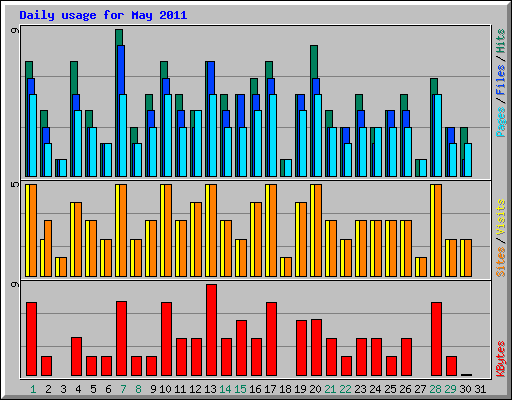 Daily usage for May 2011
9
Pages / Files / Hits
5
Sites / Visits
9
KBytes
1 2 3 4 5 6 7 8 9 10 11 12 13 14 15 16 17 18 19 20 21 22 23 24 25 26 27 28 29 30 31